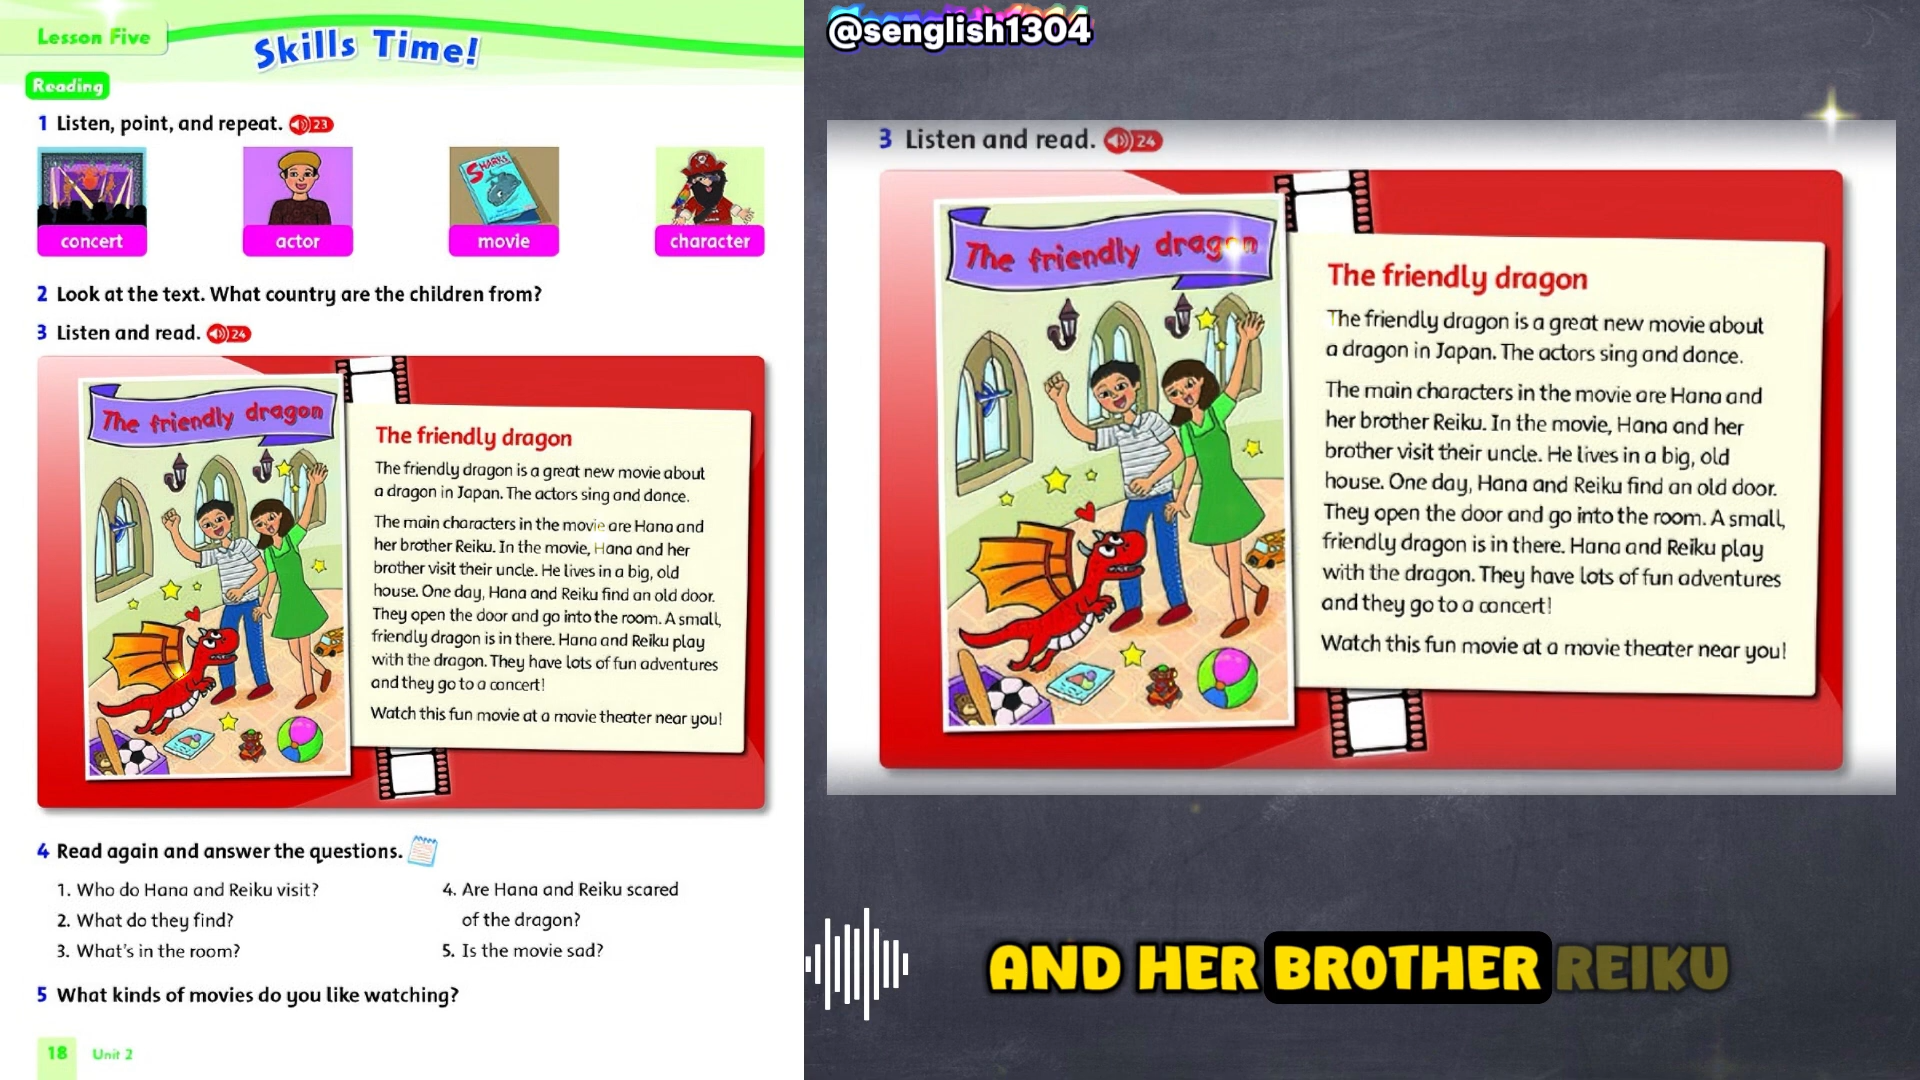 Lesson Five
Skills Time!
Reading
1 Listen, point, and repeat. 23
SHARKS
concert
actor
movie
character
2 Look at the text. What country are the children from?
3 Listen and read. 24
The friendly dragon
The friendly dragon
The friendly dragon is a great new movie about
a dragon in Japan. The actors sing and dance.
The main characters in the movie are Hana and
her brother Reiku. In the movie, Hana and her
brother visit their uncle. He lives in a big, old
house. One day, Hana and Reiku find an old door.
They open the door and go into the room. A small,
friendly dragon is in there. Hana and Reiku play
with the dragon. They have lots of fun adventures
and they go to a concert!
Watch this fun movie at a movie theater near you!
4 Read again and answer the questions.
1. Who do Hana and Reiku visit?
2. What do they find?
3. What's in the room?
4. Are Hana and Reiku scared
of the dragon?
5. Is the movie sad?
5 What kinds of movies do you like watching?
18 Unit 2
@senglish1304
3 Listen and read. 24
The friendly dragon
The friendly dragon
The friendly dragon is a great new movie about
a dragon in Japan. The actors sing and dance.
The main characters in the movie are Hana and
her brother Reiku. In the movie, Hana and her
brother visit their uncle. He lives in a big, old
house. One day, Hana and Reiku find an old door.
They open the door and go into the room. A small,
friendly dragon is in there. Hana and Reiku play
with the dragon. They have lots of fun adventures
and they go to a concert!
Watch this fun movie at a movie theater near you!
AND HER BROTHER REIKU